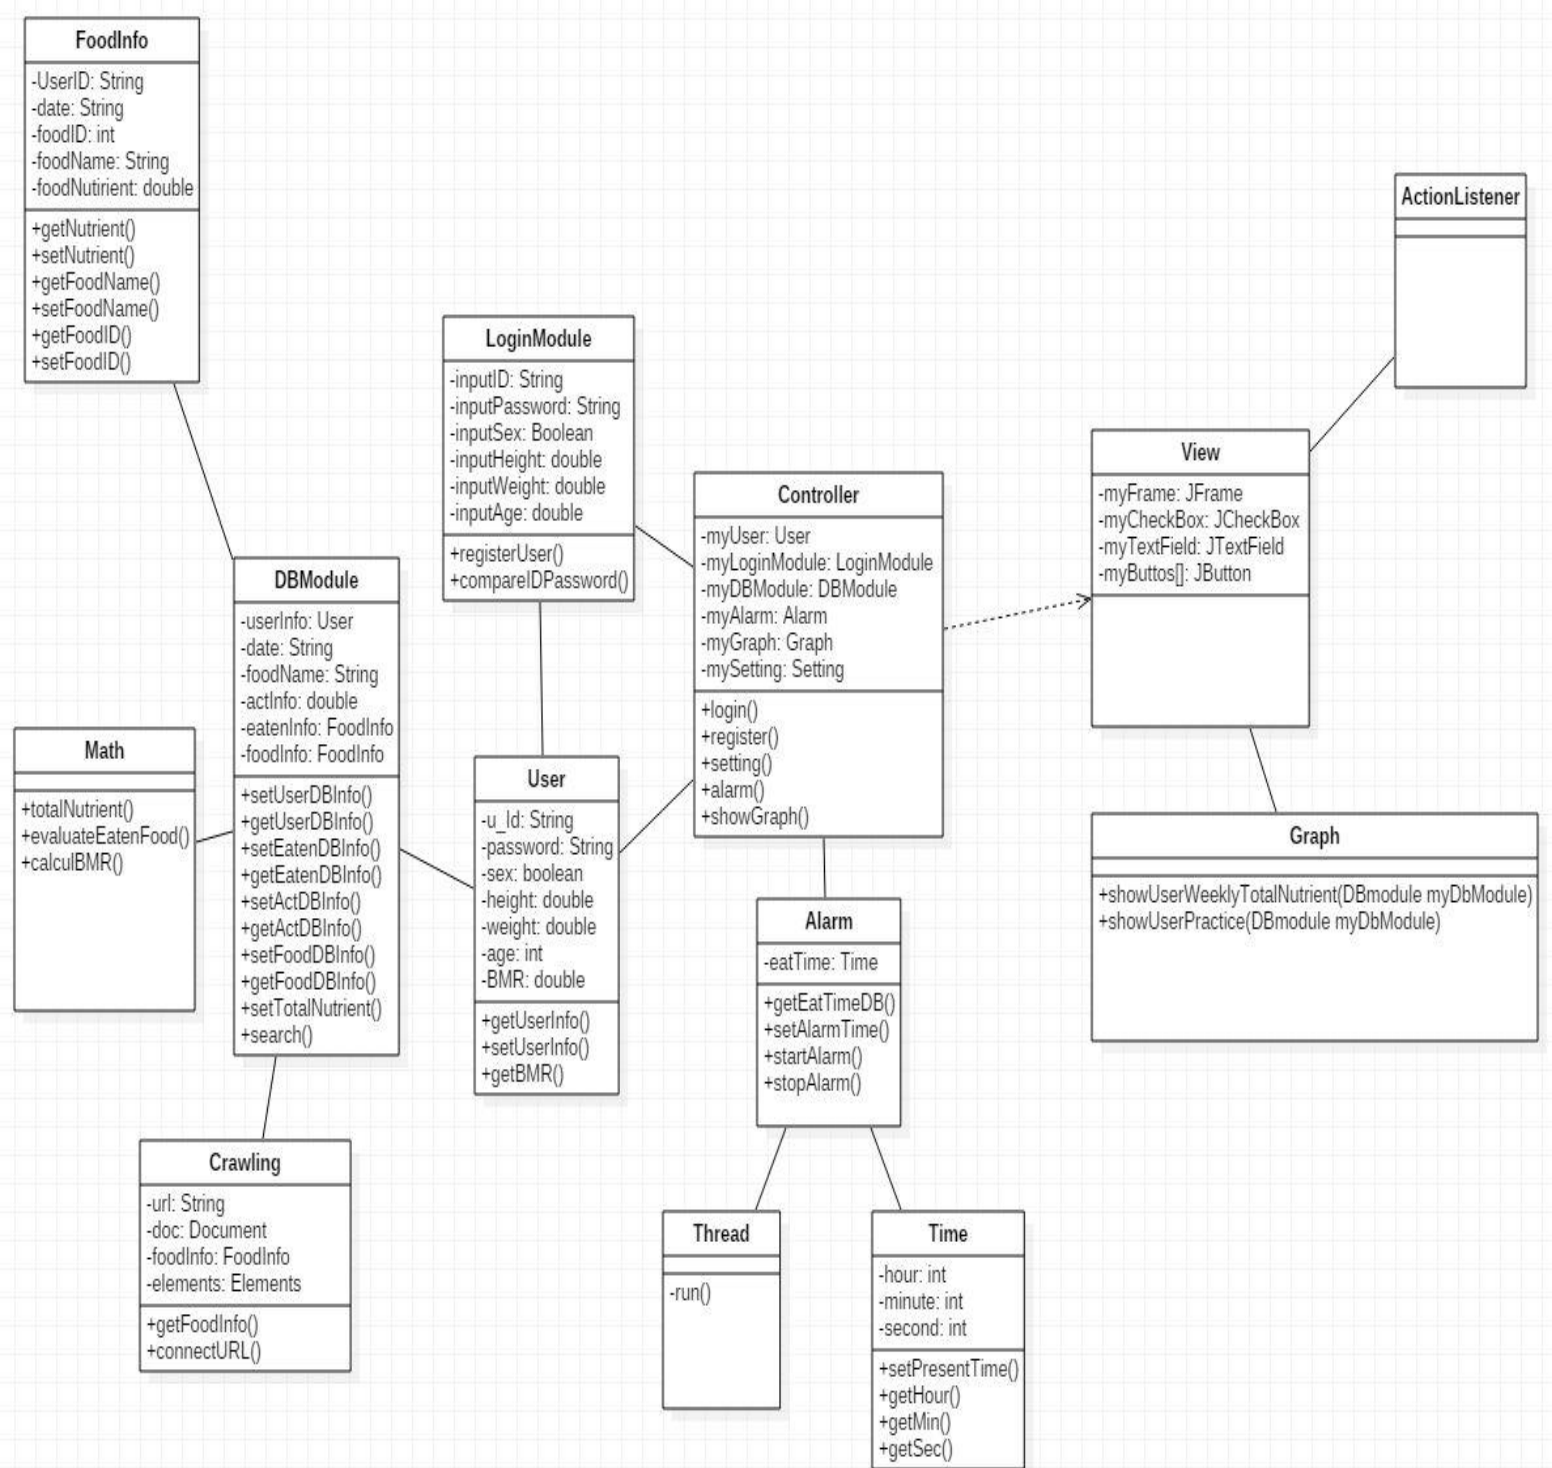 FoodInfo
-UserID: String
-date: String
-foodID: int
-foodName: String
-foodNutirient: double
+getNutrient()
+setNutrient()
+getFoodName()
+setFoodName()
+getFoodID()
+setFoodID()
ActionListener
LoginModule
-inputID: String
-inputPassword: String
-inputSex: Boolean
-inputHeight: double
-inputWeight: double
-inputAge: double
+registerUser()
+compareIDPassword()
View
-myFrame: JFrame
-myCheckBox: JCheckBox
-myTextField: JTextField
-myButtos[]: JButton
Controller
-myUser: User
-myLoginModule: LoginModule
-myDBModule: DBModule
-myAlarm: Alarm
-myGraph: Graph
-mySetting: Setting
+login()
+register()
+setting()
+alarm()
+showGraph()
DBModule
-userInfo: User
-date: String
-foodName: String
-actInfo: double
-eatenInfo: FoodInfo
-foodInfo: FoodInfo
+setUserDBInfo()
+getUserDBInfo()
+setEatenDBInfo()
+getEatenDBInfo()
+setActDBInfo()
+getActDBInfo()
+setFoodDBInfo()
+getFoodDBInfo()
+setTotalNutrient()
+search()
Math
+totalNutrient()
+evaluateEatenFood()
+calculBMR()
User
-u_Id: String
-password: String
-sex: boolean
-height: double
-weight: double
-age: int
-BMR: double
+getUserInfo()
+setUserInfo()
+getBMR()
Graph
+showUserWeeklyTotalNutrient(DBmodule myDbModule)
+showUserPractice(DBmodule myDbModule)
Alarm
-eatTime: Time
+getEatTimeDB()
+setAlarmTime()
+startAlarm()
+stopAlarm()
Crawling
-url: String
-doc: Document
-foodInfo: FoodInfo
-elements: Elements
+getFoodInfo()
+connectURL()
Thread
-run()
Time
-hour: int
-minute: int
-second: int
+setPresentTime()
+getHour()
+getMin()
+getSec()